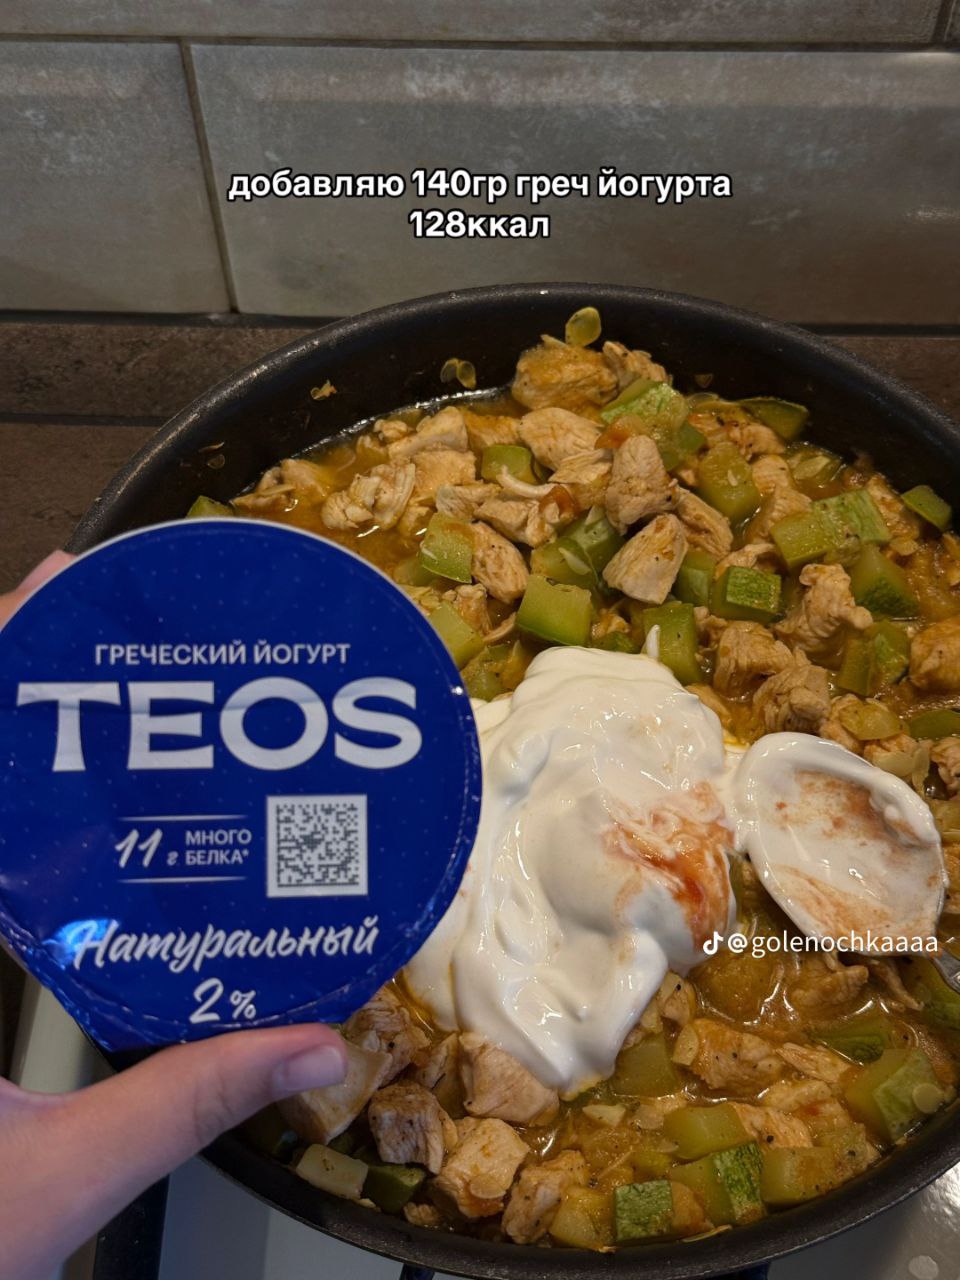 добавляю 140гр греч йогурта
128ккал
ГРЕЧЕСКИЙ ЙОГУРТ
TEOS
11 г МНОГО
БЕЛКА*
Натуральный
2%
@golenochkaaaa